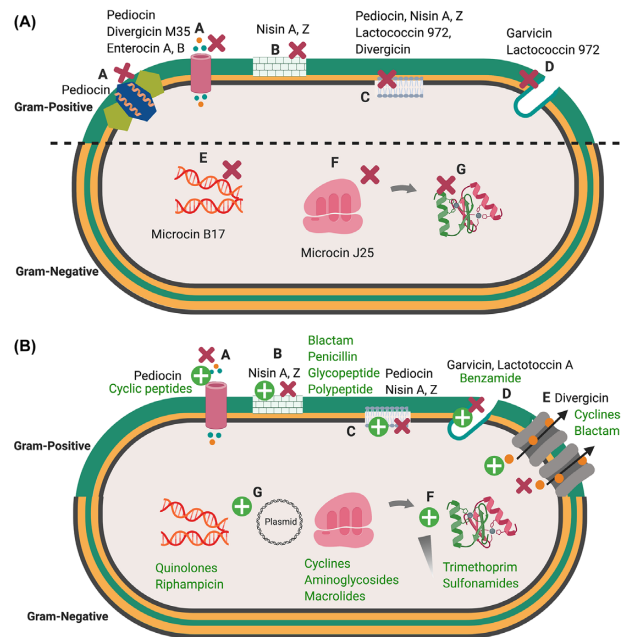 (A)
Pediocin
Divergicin M35
Enterocin A, B
A
Nisin A, Z
B
Pediocin, Nisin A, Z
Lactococcin 972,
Divergicin
C
Garvicin
Lactococcin 972
D
A
Pediocin
Gram-Positive
E
Microcin B17
F
Microcin J25
G
Gram-Negative
(B)
A
Pediocin
Cyclic peptides
B
Nisin A, Z
Blactam
Penicillin
Glycopeptide
Polypeptide
Pediocin
Nisin A, Z
C
Garvicin, Lactotoccin A
Benzamide
D
E Divergicin
Cyclines
Blactam
Gram-Positive
G
Plasmid
F
Quinolones
Riphampicin
Cyclines
Aminoglycosides
Macrolides
Trimethoprim
Sulfonamides
Gram-Negative